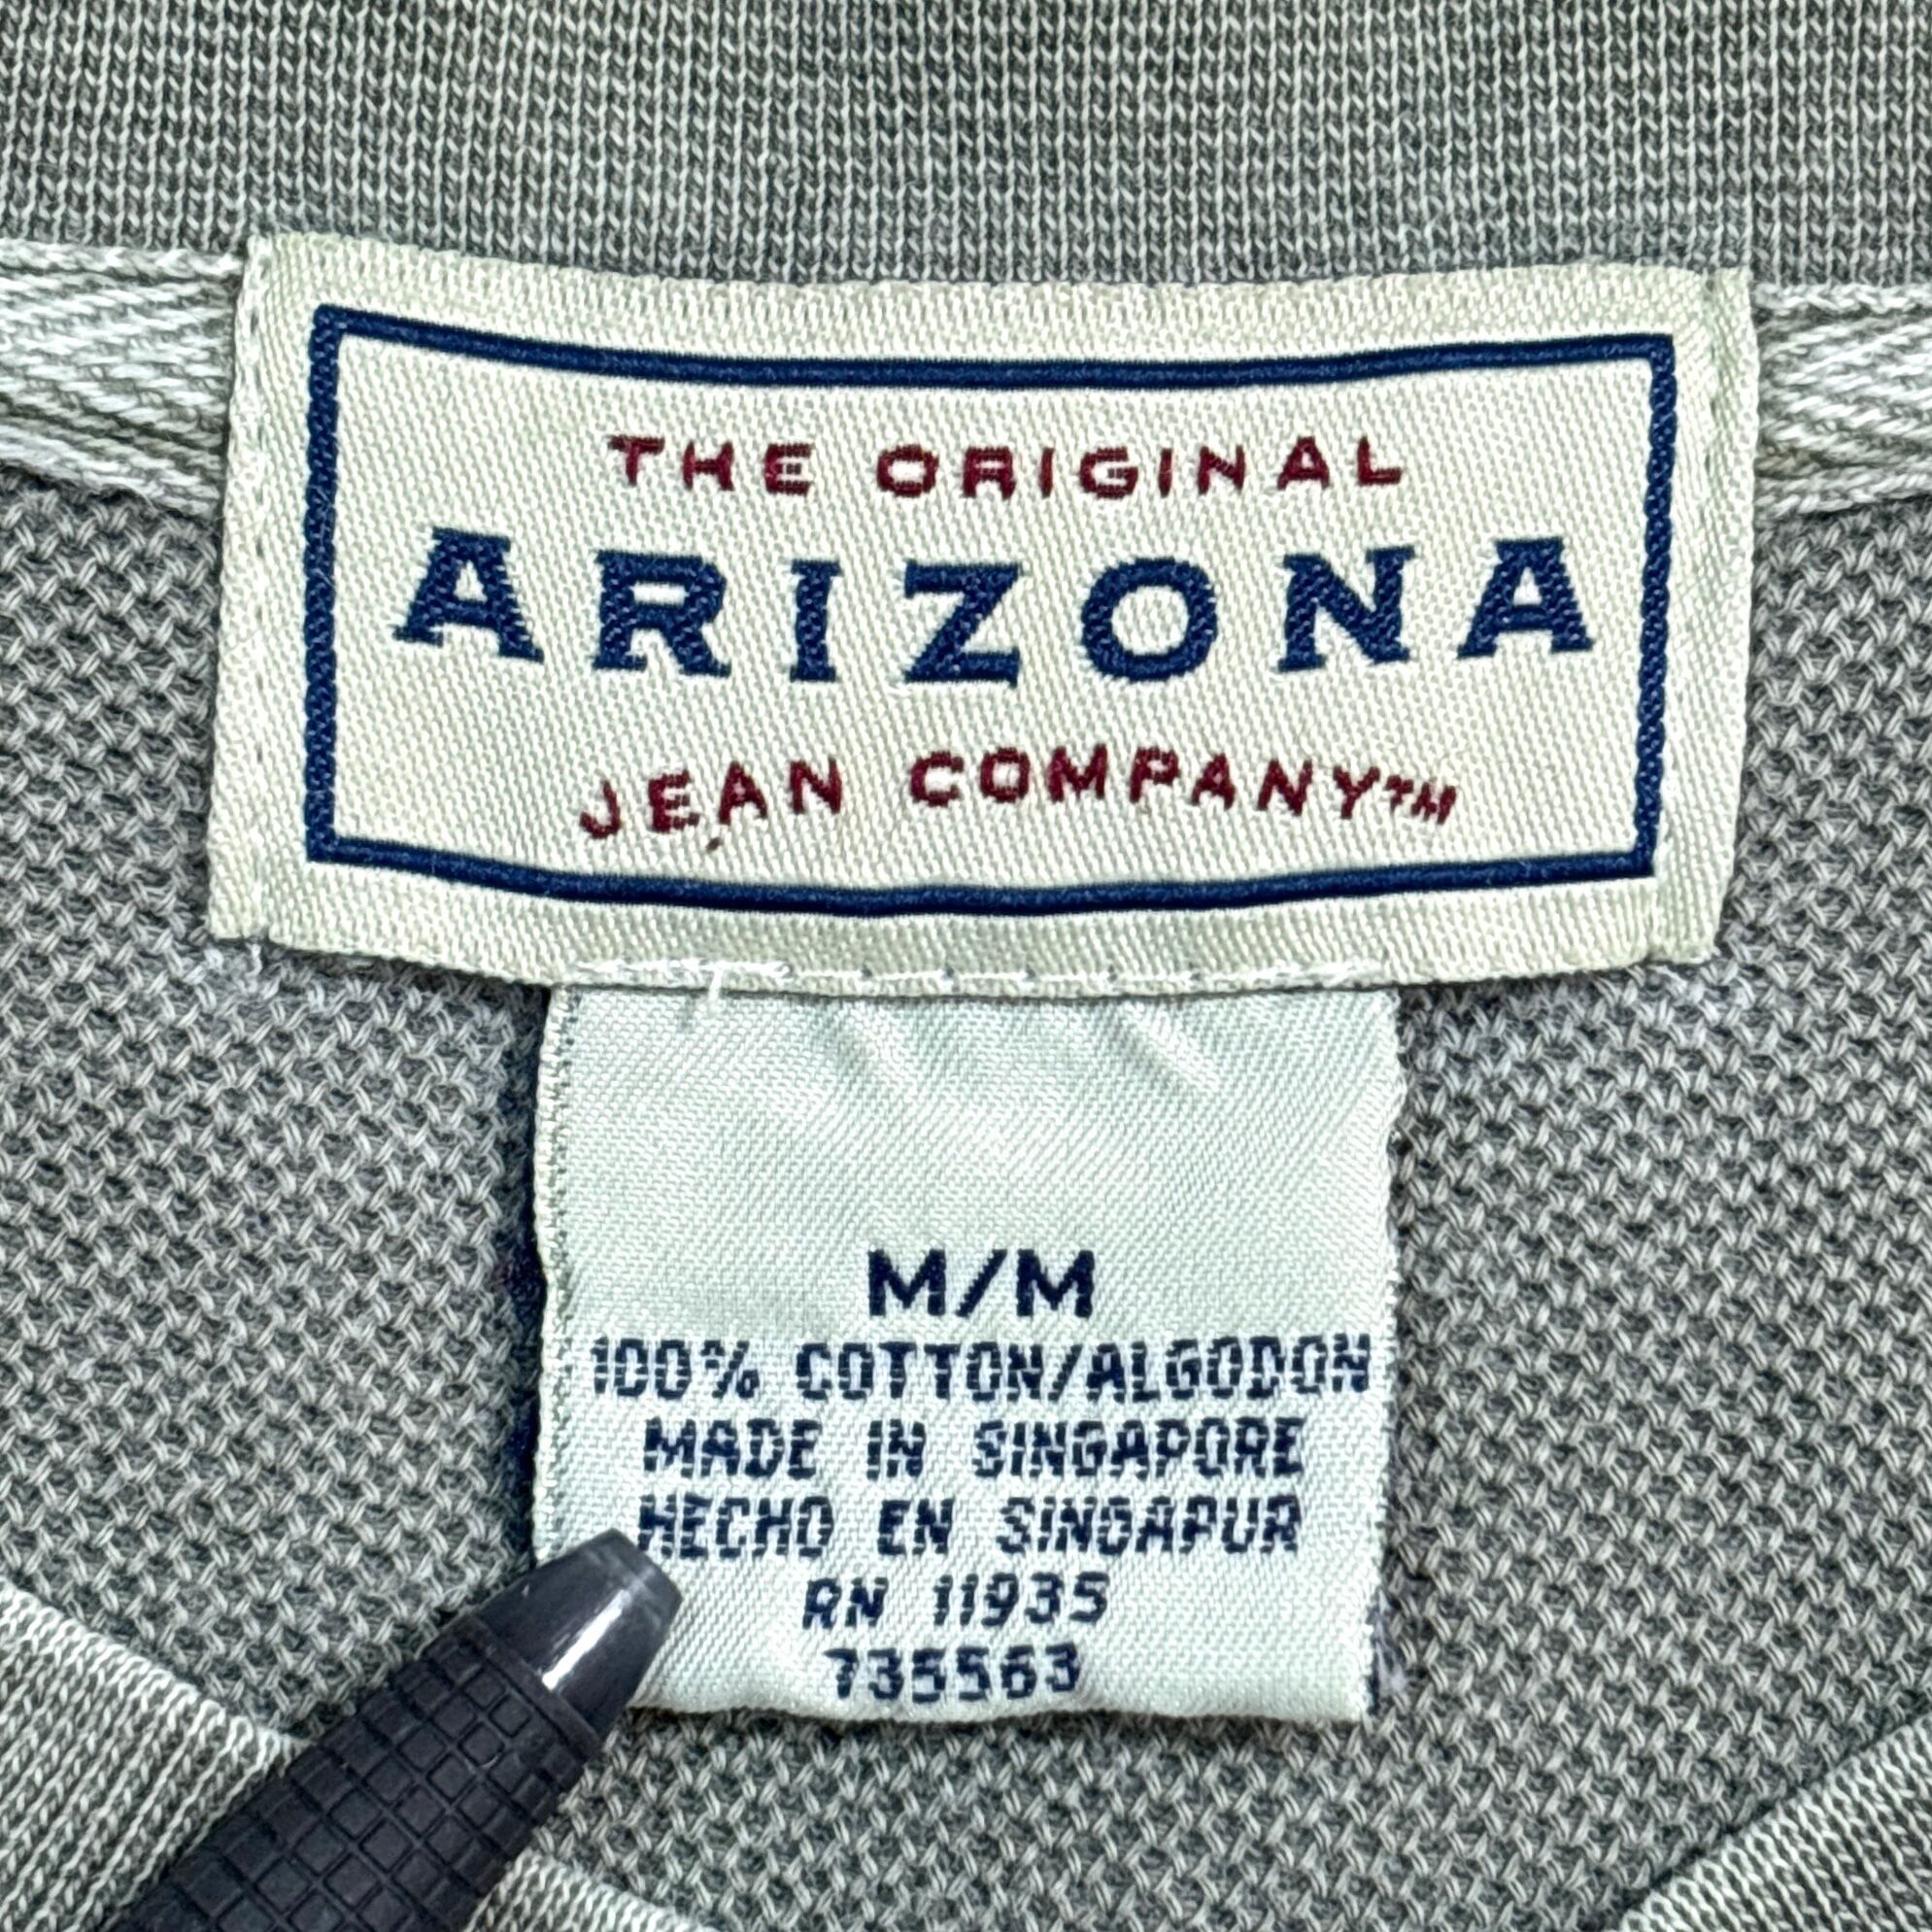 THE ORIGINAL
ARIZONA
JEAN COMPANY™
M/M
100% COTTON/ALGODON
MADE IN SINGAPORE
HECHO EN SINGAPUR
RN 11935
735563